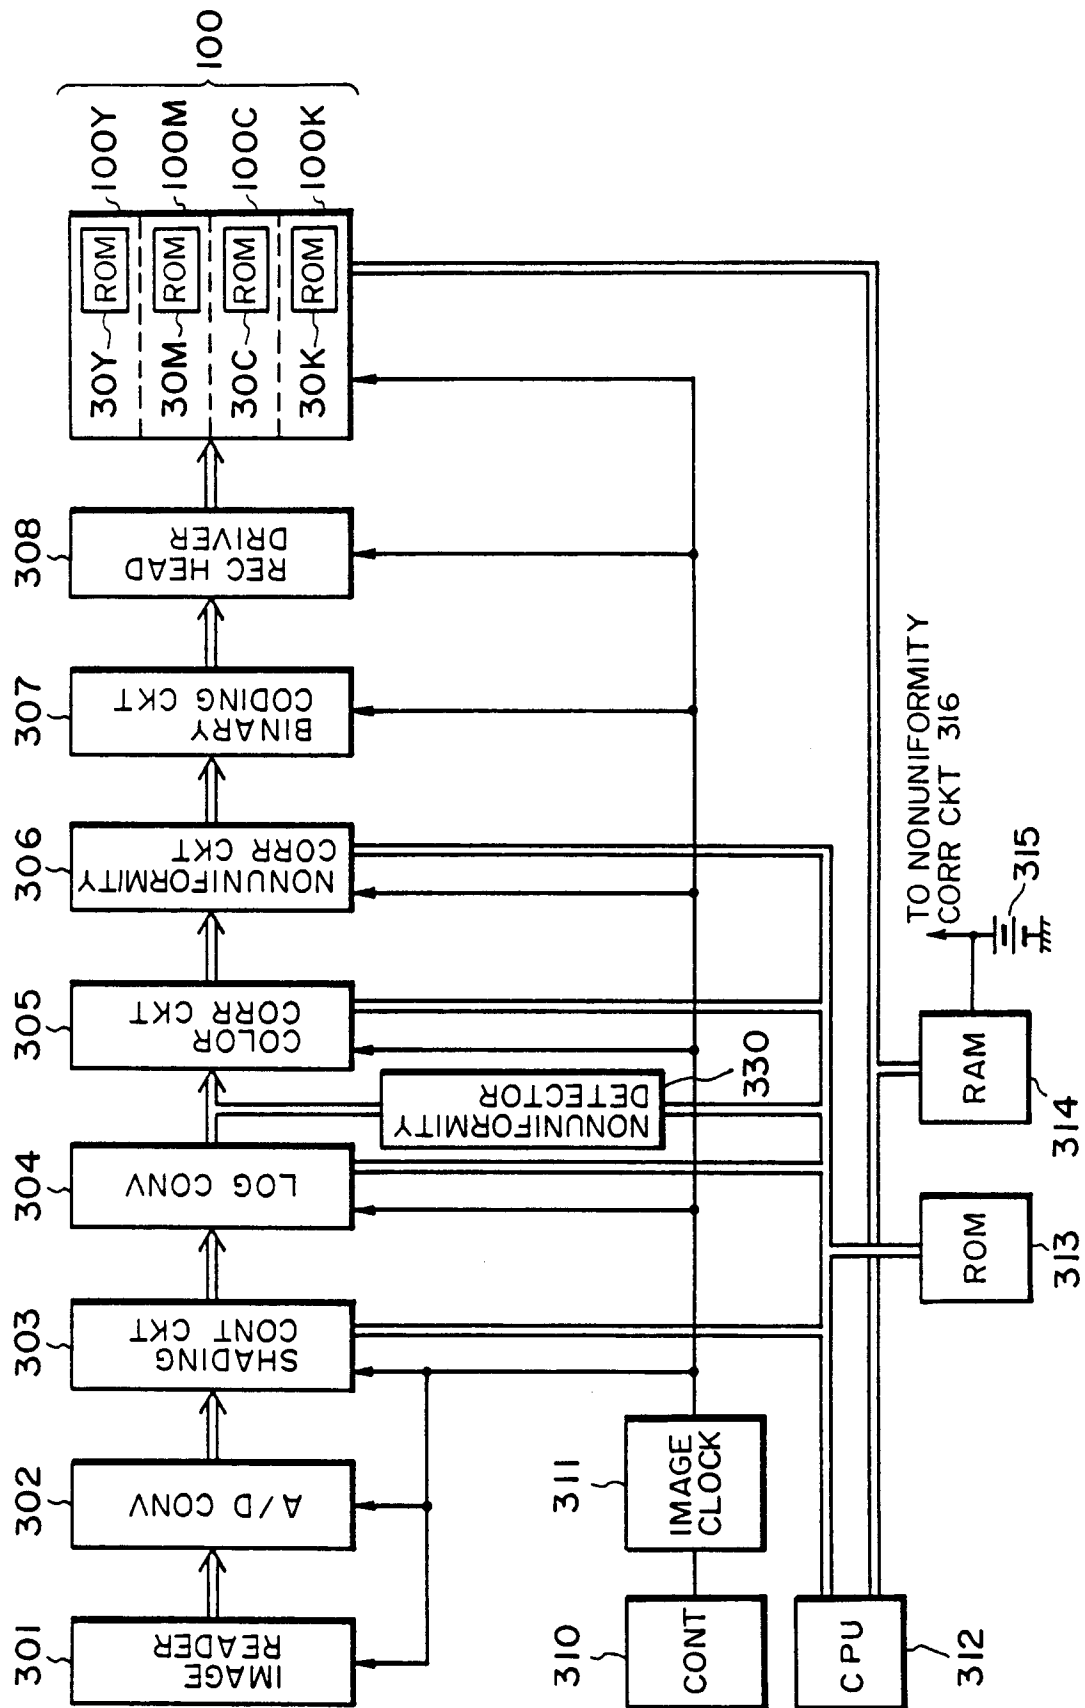 301
IMAGE
READER
302
A/D CONV
303
SHADING
CONT CKT
304
LOG CONV
305
COLOR
CORR CKT
306
NONUNIFORMITY
CORR CKT
307
BINARY
CODING CKT
308
REC HEAD
DRIVER
30Y
ROM
100Y
30M
ROM
100M
30C
ROM
100C
30K
ROM
100K
100
NONUNIFORMITY
DETECTOR
330
310
CONT
311
IMAGE
CLOCK
CPU
312
ROM
313
RAM
314
315
TO NONUNIFORMITY
CORR CKT 316